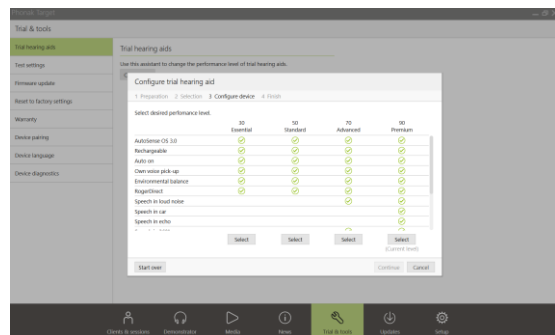 Phonak Target
Trial & tools
Trial hearing aids
Test settings
Firmware update
Reset to factory settings
Warranty
Device pairing
Device language
Device diagnostics
Trial hearing aids
Use this assistant to change the performance level of trial hearing aids.
Configure trial hearing aid
1 Preparation 2 Selection 3 Configure device 4 Finish
Select desired performance level.
30 50 70 90
Essential Standard Advanced Premium
AutoSense OS 3.0
Rechargeable
Auto on
Own voice pick-up
Environmental balance
RogerDirect
Speech in loud noise
Speech in car
Speech in echo
Select Select Select Select
(Current level)
Start over Continue Cancel
Clients & sessions Demonstrator Media News Trial & tools Updates Setup